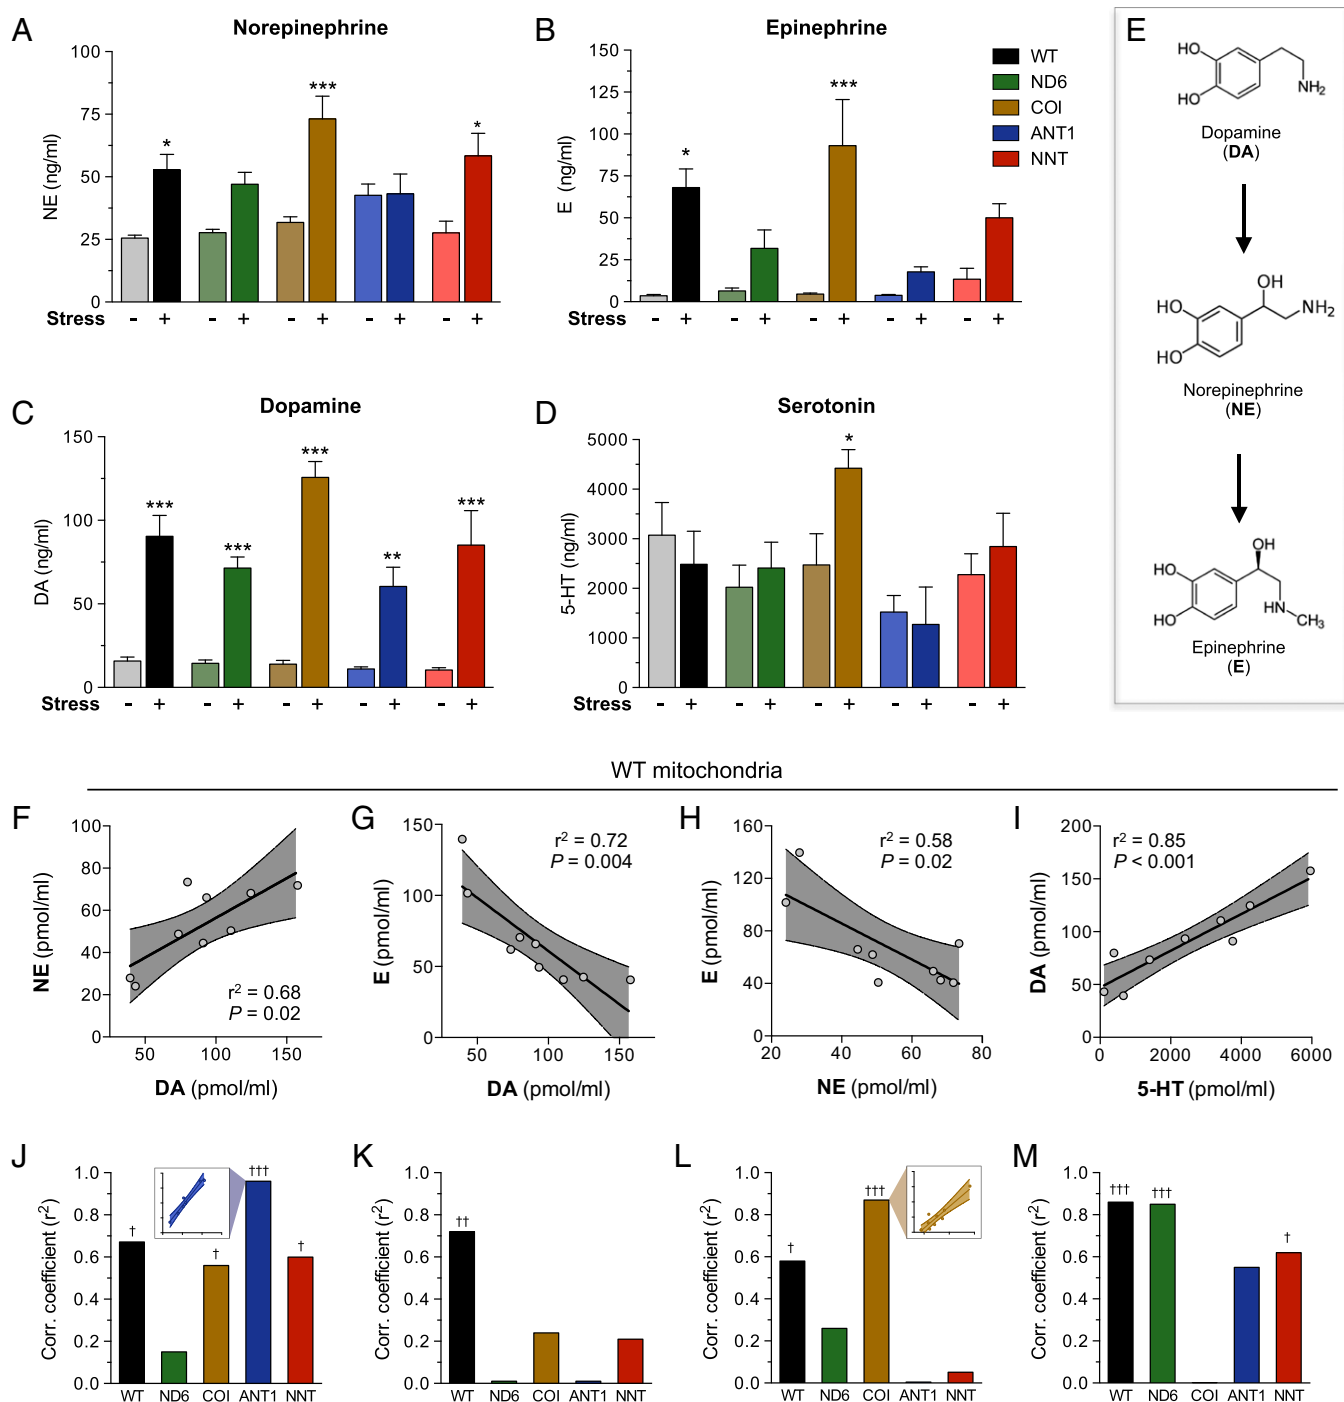 A
Norepinephrine
NE (ng/ml)
100
75
50
25
0
*
***
*
Stress - + - + - + - + - +
B
Epinephrine
E (ng/ml)
150
125
100
75
50
25
0
*
***
Stress - + - + - + - + - +
WT
ND6
COI
ANT1
NNT
C
Dopamine
DA (ng/ml)
150
100
50
0
***
***
***
**
***
Stress - + - + - + - + - +
D
Serotonin
5-HT (ng/ml)
5000
4000
3000
2000
1000
0
*
Stress - + - + - + - + - +
E
HO
HO
NH2
Dopamine
(DA)
OH
HO
HO
NH2
Norepinephrine
(NE)
OH
HO
HO
HN
CH3
Epinephrine
(E)
WT mitochondria
F
NE (pmol/ml)
100
80
60
40
20
0
r2 = 0.68
P = 0.02
50 100 150
DA (pmol/ml)
G
E (pmol/ml)
150
100
50
0
r2 = 0.72
P = 0.004
50 100 150
DA (pmol/ml)
H
E (pmol/ml)
160
120
80
40
0
r2 = 0.58
P = 0.02
20 40 60 80
NE (pmol/ml)
I
DA (pmol/ml)
200
150
100
50
0
r2 = 0.85
P < 0.001
0 2000 4000 6000
5-HT (pmol/ml)
J
Corr. coefficient (r2)
1.0
0.8
0.6
0.4
0.2
0.0
†
†
†††
†
WT ND6 COI ANT1 NNT
K
Corr. coefficient (r2)
1.0
0.8
0.6
0.4
0.2
0.0
††
WT ND6 COI ANT1 NNT
L
Corr. coefficient (r2)
1.0
0.8
0.6
0.4
0.2
0.0
†
†††
WT ND6 COI ANT1 NNT
M
Corr. coefficient (r2)
1.0
0.8
0.6
0.4
0.2
0.0
†††
†††
†
WT ND6 COI ANT1 NNT